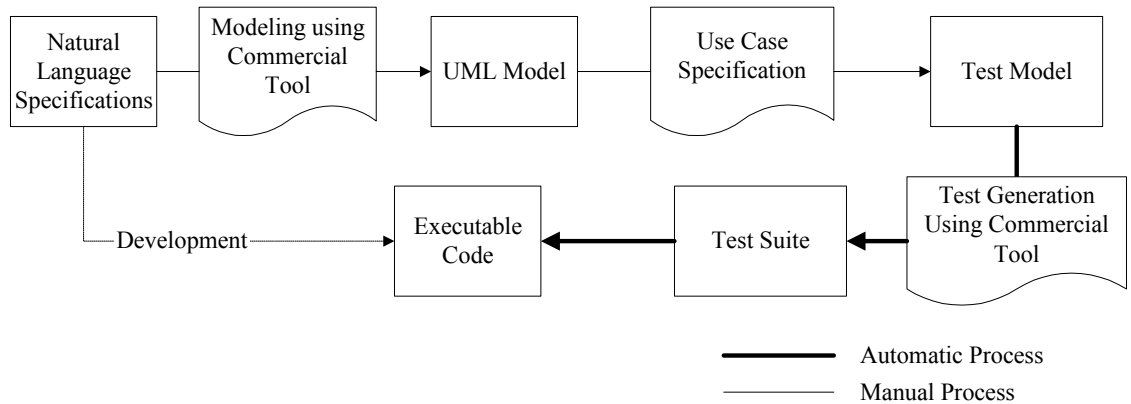 Natural
Language
Specifications
Modeling using
Commercial
Tool
UML Model
Use Case
Specification
Test Model
Test Generation
Using Commercial
Tool
Test Suite
Executable
Code
Development
Automatic Process
Manual Process